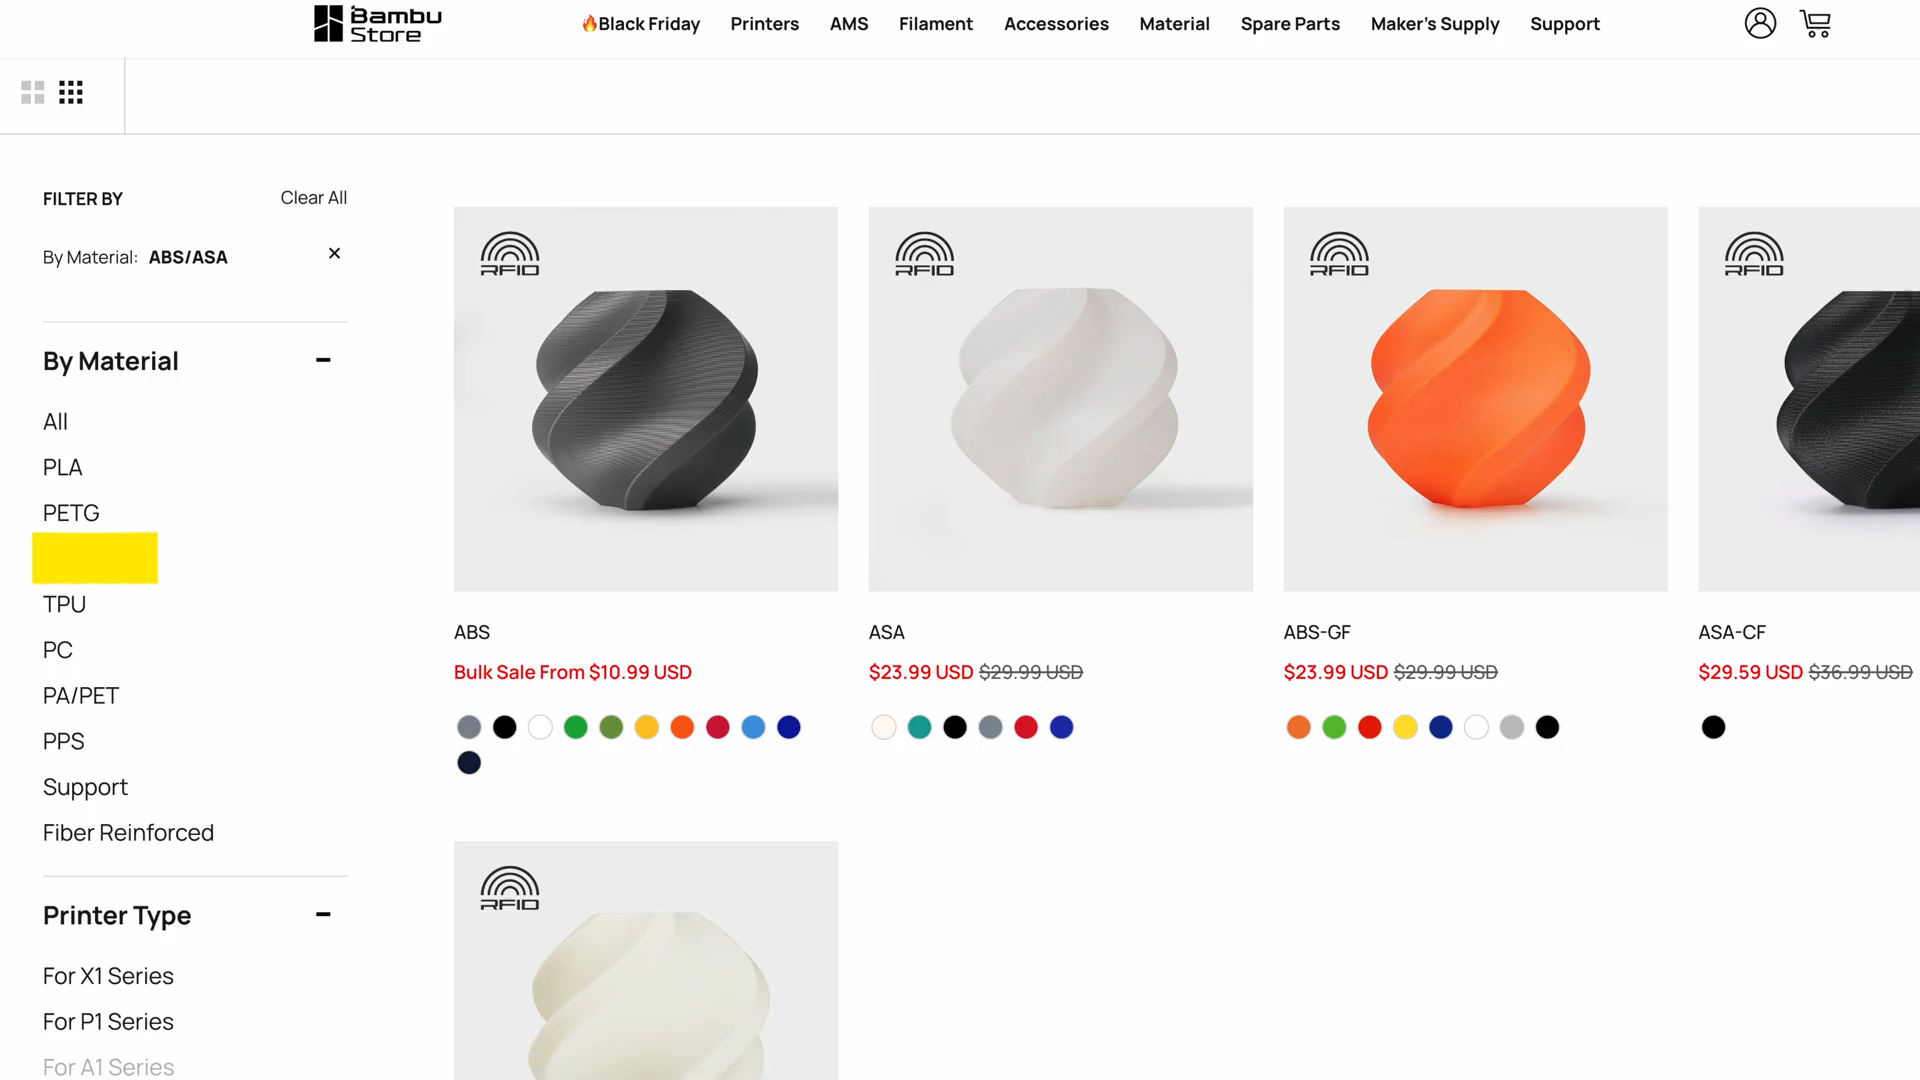 Bambu
Store
Black Friday
Printers
AMS
Filament
Accessories
Material
Spare Parts
Maker's Supply
Support
FILTER BY
Clear All
By Material: ABS/ASA
By Material
All
PLA
PETG
TPU
PC
PA/PET
PPS
Support
Fiber Reinforced
Printer Type
For X1 Series
For P1 Series
For A1 Series
RFID
ABS
Bulk Sale From $10.99 USD
RFID
ASA
$23.99 USD $29.99 USD
RFID
ABS-GF
$23.99 USD $29.99 USD
RFID
ASA-CF
$29.59 USD $36.99 USD
RFID